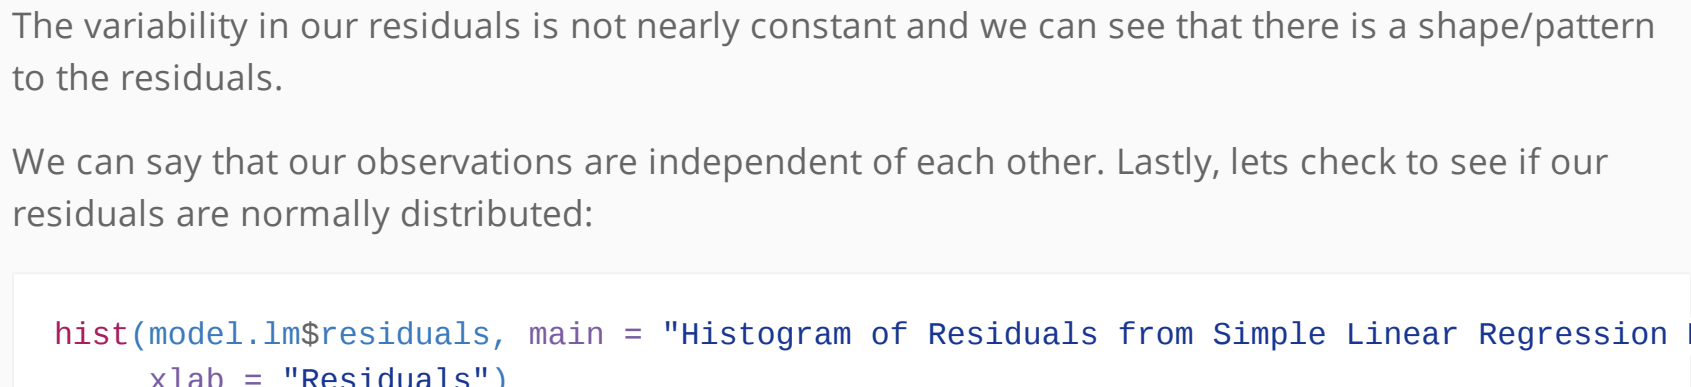 The variability in our residuals is not nearly constant and we can see that there is a shape/pattern
to the residuals.
We can say that our observations are independent of each other. Lastly, lets check to see if our
residuals are normally distributed:
hist(model.lm$residuals, main = "Histogram of Residuals from Simple Linear Regression
xlab = "Residuals")